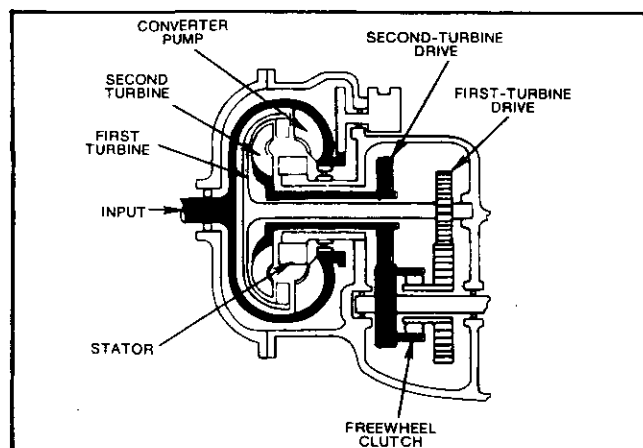 CONVERTER
PUMP
SECOND-TURBINE
DRIVE
SECOND
TURBINE
FIRST-TURBINE
DRIVE
FIRST
TURBINE
INPUT
STATOR
FREEWHEEL
CLUTCH